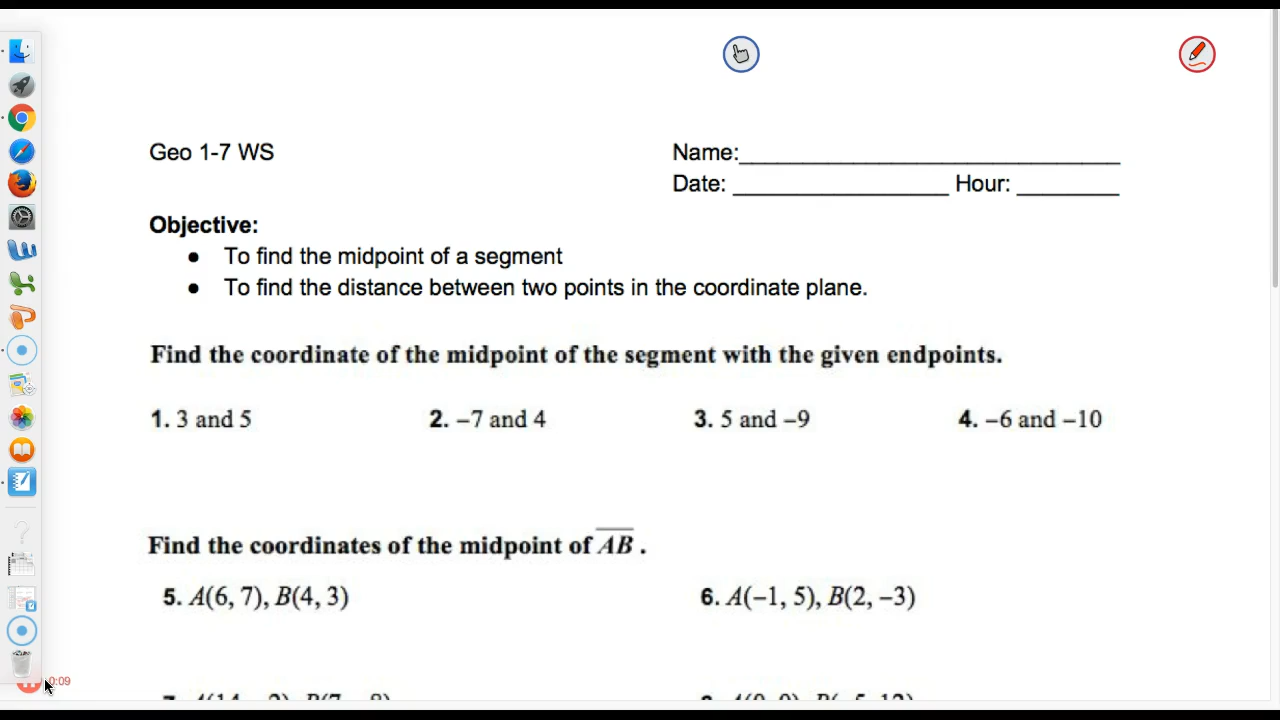 Geo 1-7 WS
Name:______________________________
Date: _________________ Hour: ________
Objective:
● To find the midpoint of a segment
● To find the distance between two points in the coordinate plane.
Find the coordinate of the midpoint of the segment with the given endpoints.
1. 3 and 5
2. −7 and 4
3. 5 and −9
4. −6 and −10
Find the coordinates of the midpoint of A̅B̅ .
5. A(6, 7), B(4, 3)
6. A(−1, 5), B(2, −3)
0:09